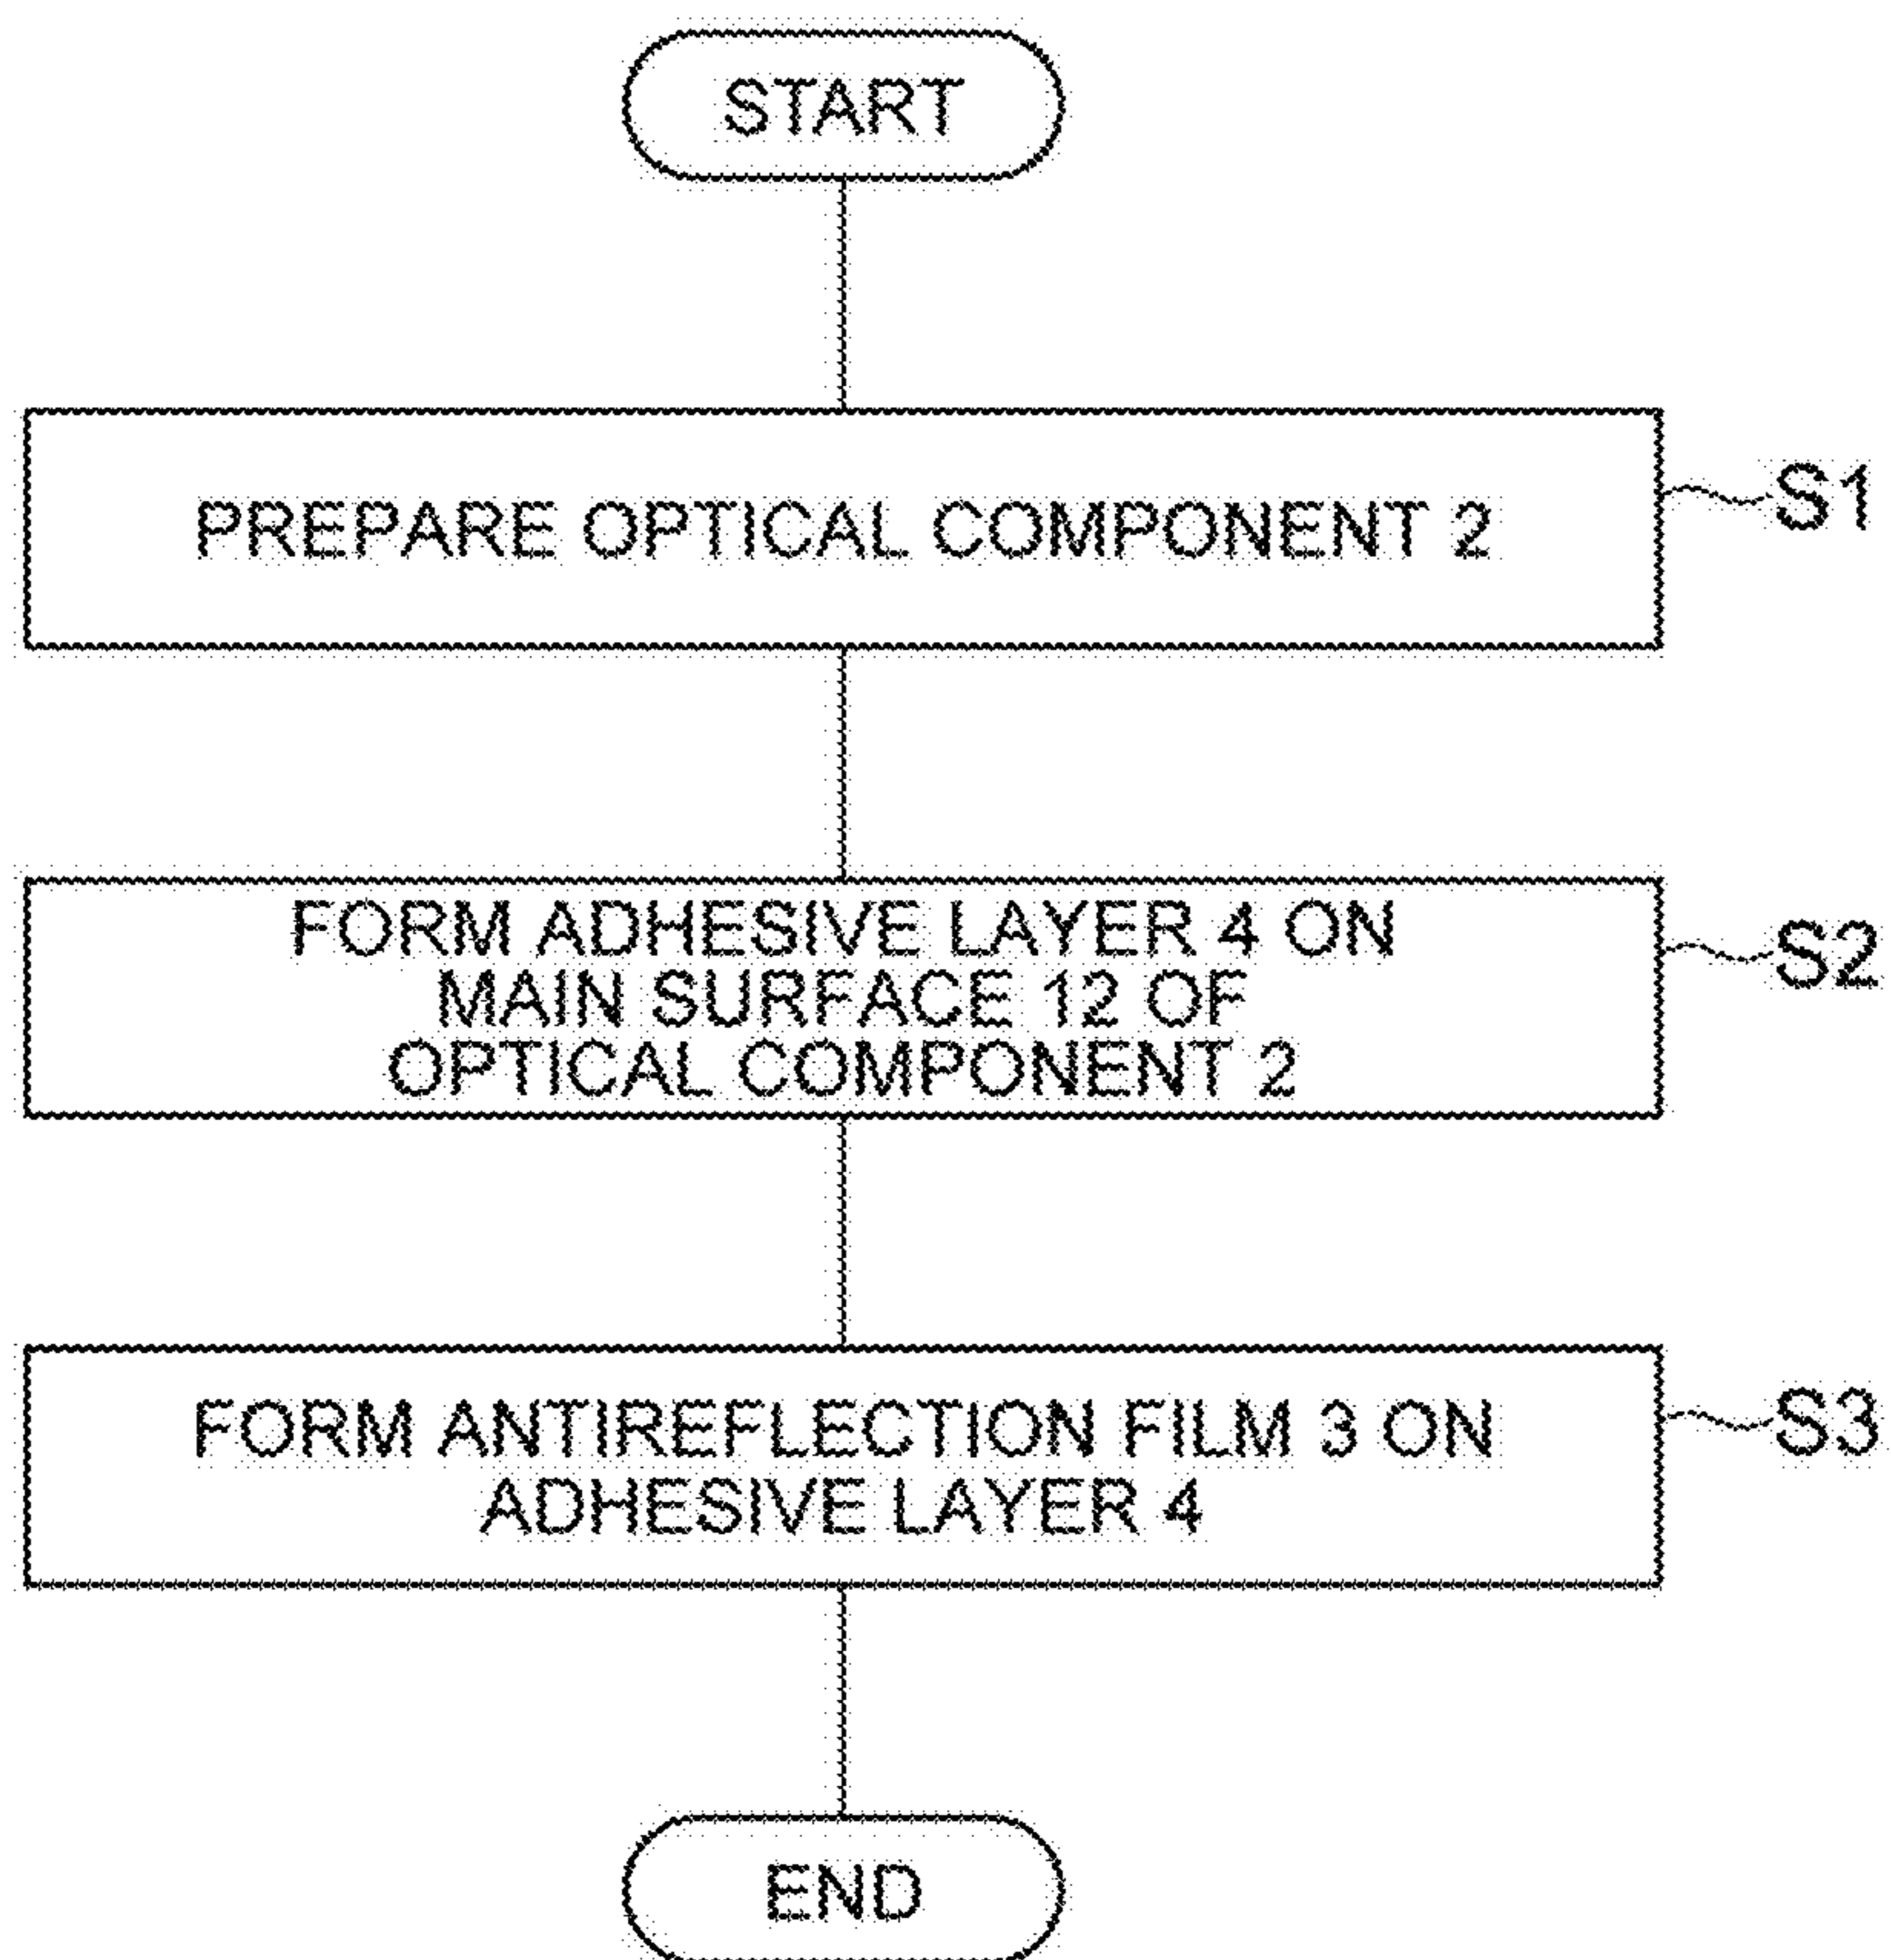 START
PREPARE OPTICAL COMPONENT 2
S1
FORM ADHESIVE LAYER 4 ON
MAIN SURFACE 12 OF
OPTICAL COMPONENT 2
S2
FORM ANTIREFLECTION FILM 3 ON
ADHESIVE LAYER 4
S3
END